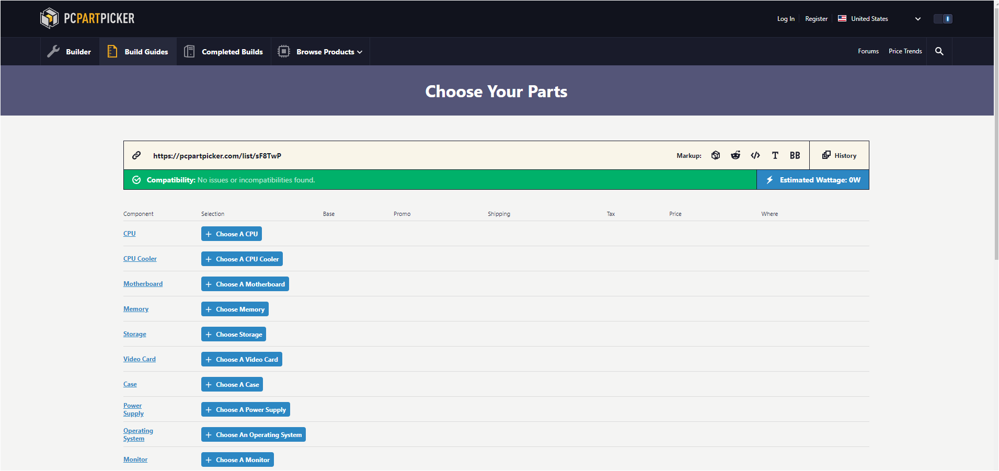 PCPARTPICKER
Log In Register United States
Builder Build Guides Completed Builds Browse Products Forums Price Trends
Choose Your Parts
https://pcpartpicker.com/list/sF8TwP Markup: </> T BB History
Compatibility: No issues or incompatibilities found. Estimated Wattage: 0W
Component Selection Base Promo Shipping Tax Price Where
CPU + Choose A CPU
CPU Cooler + Choose A CPU Cooler
Motherboard + Choose A Motherboard
Memory + Choose Memory
Storage + Choose Storage
Video Card + Choose A Video Card
Case + Choose A Case
Power
Supply + Choose A Power Supply
Operating
System + Choose An Operating System
Monitor + Choose A Monitor